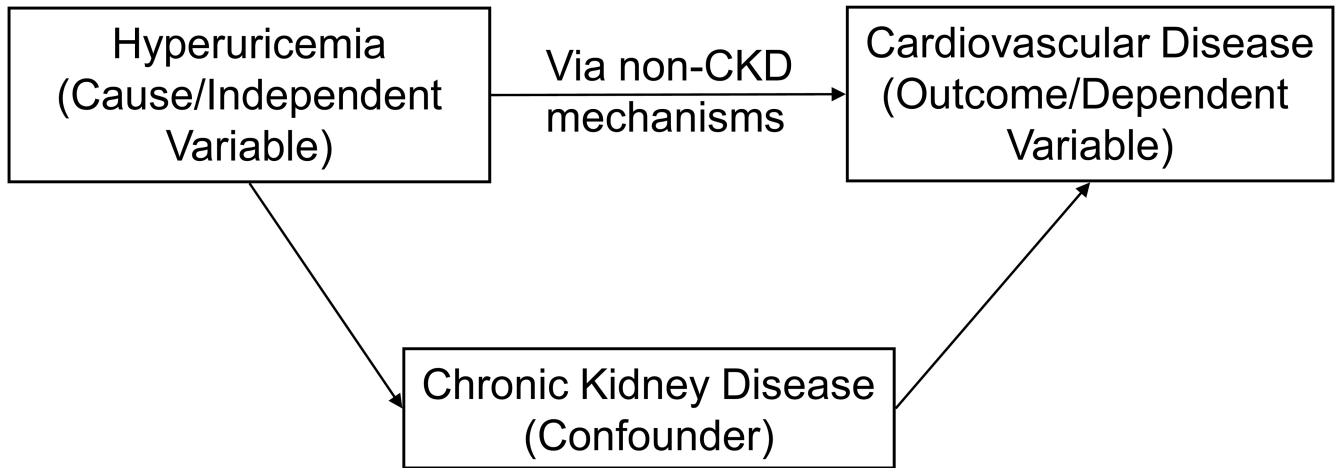 Hyperuricemia
(Cause/Independent
Variable)
Via non-CKD
mechanisms
Cardiovascular Disease
(Outcome/Dependent
Variable)
Chronic Kidney Disease
(Confounder)